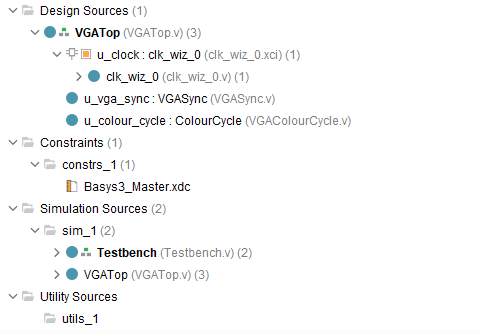 Design Sources (1)
VGATop (VGATop.v) (3)
u_clock : clk_wiz_0 (clk_wiz_0.xci) (1)
clk_wiz_0 (clk_wiz_0.v) (1)
u_vga_sync : VGASync (VGASync.v)
u_colour_cycle : ColourCycle (VGAColourCycle.v)
Constraints (1)
constrs_1 (1)
Basys3_Master.xdc
Simulation Sources (2)
sim_1 (2)
Testbench (Testbench.v) (1)
VGATop (VGATop.v) (3)
Utility Sources
utils_1